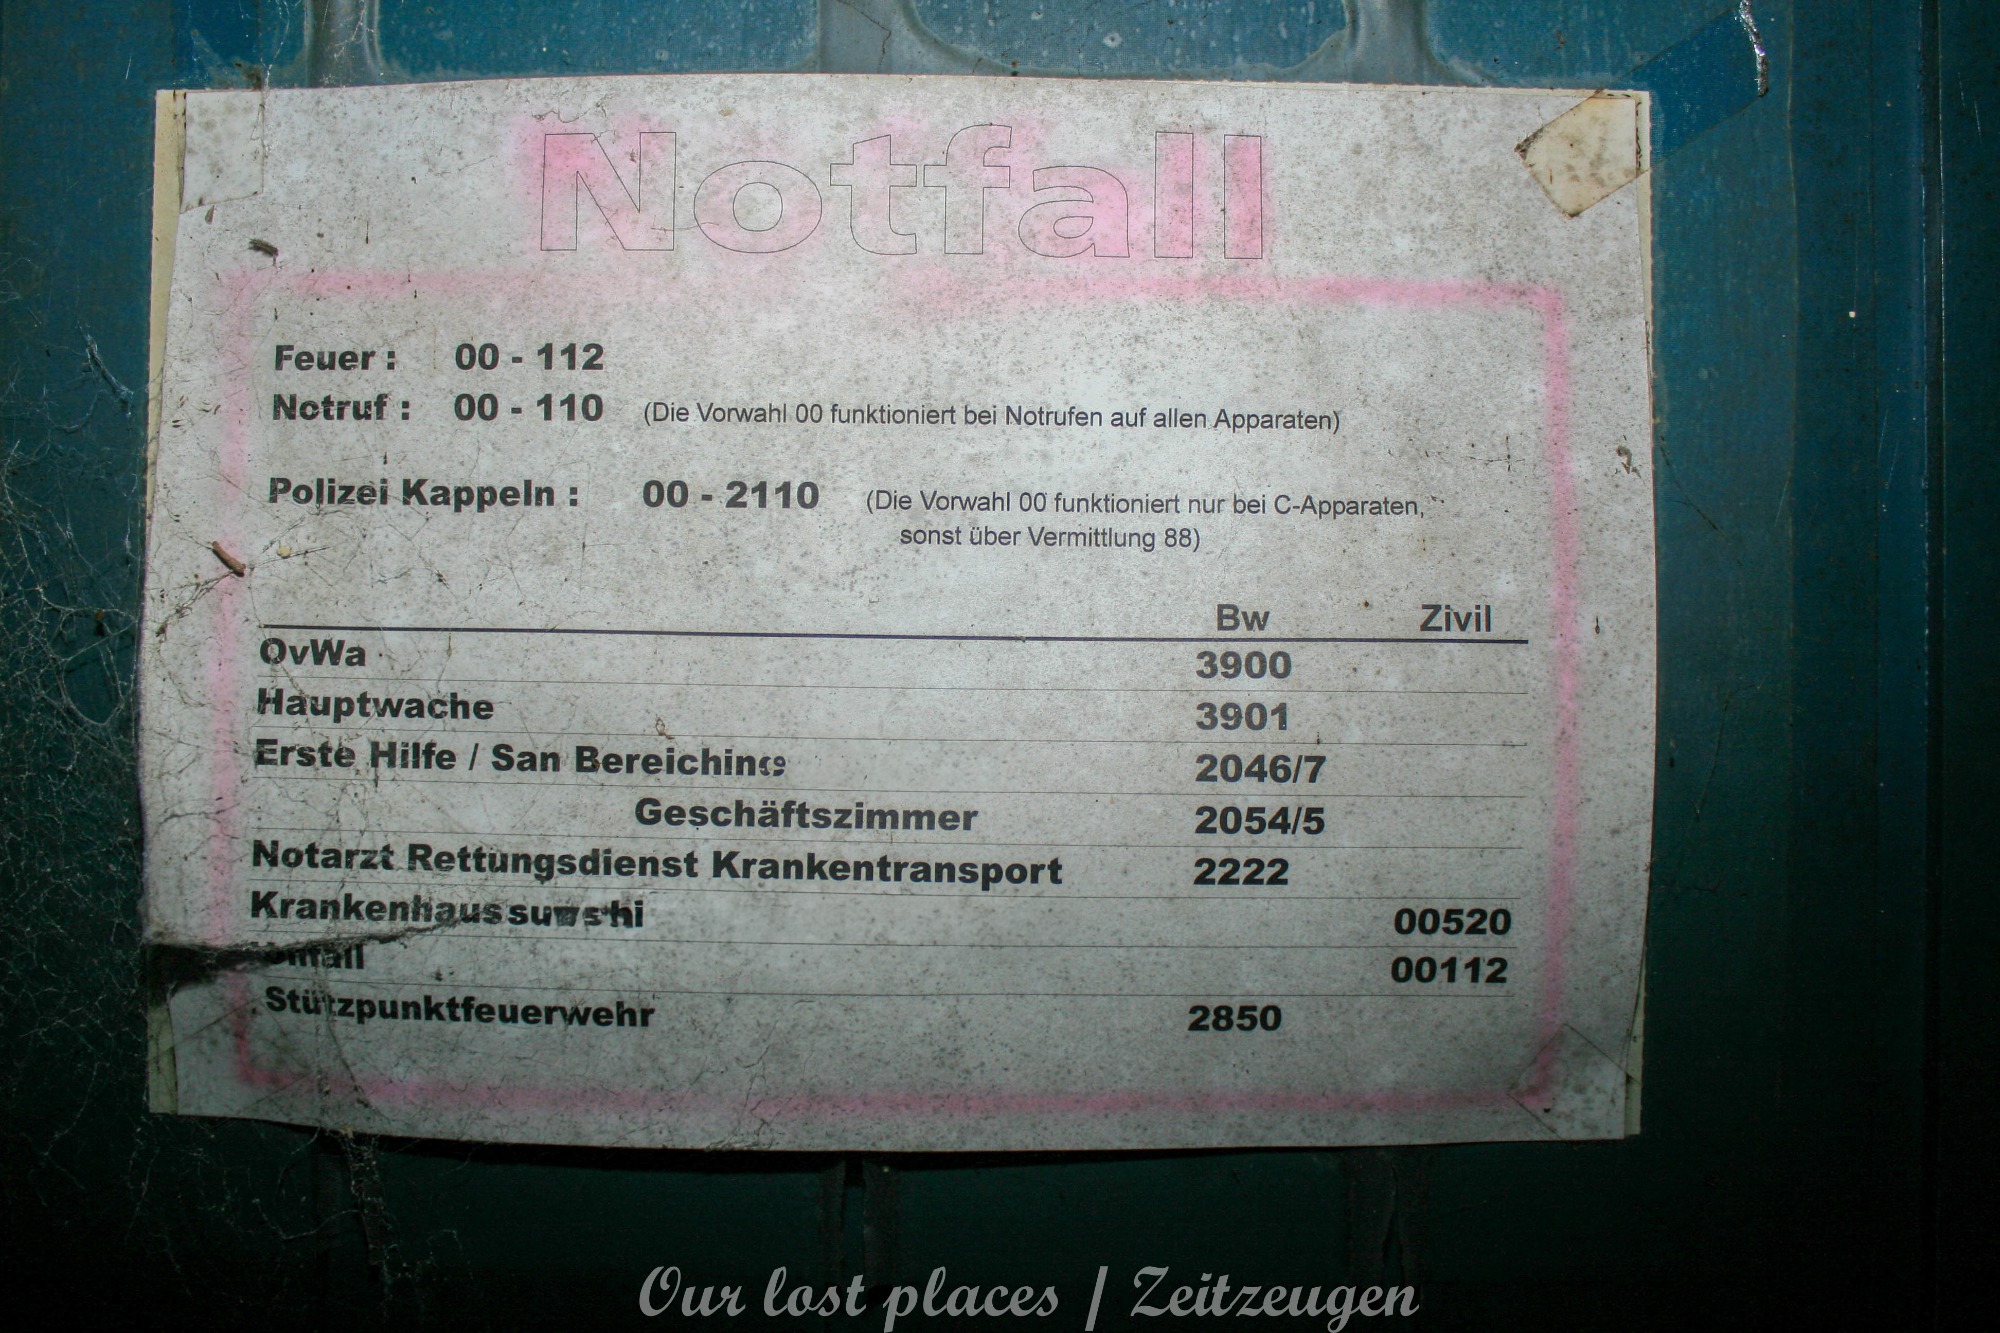 Notfall
Feuer : 00 - 112
Notruf : 00 - 110 (Die Vorwahl 00 funktioniert bei Notrufen auf allen Apparaten)
Polizei Kappeln : 00 - 2110 (Die Vorwahl 00 funktioniert nur bei C-Apparaten,
sonst über Vermittlung 88)
Bw Zivil
OvWa 3900
Hauptwache 3901
Erste Hilfe / San Bereich 2046/7
Geschäftszimmer 2054/5
Notarzt Rettungsdienst Krankentransport 2222
Krankenhaus 00520
00112
Stützpunktfeuerwehr 2850
Our lost places / Zeitzeugen